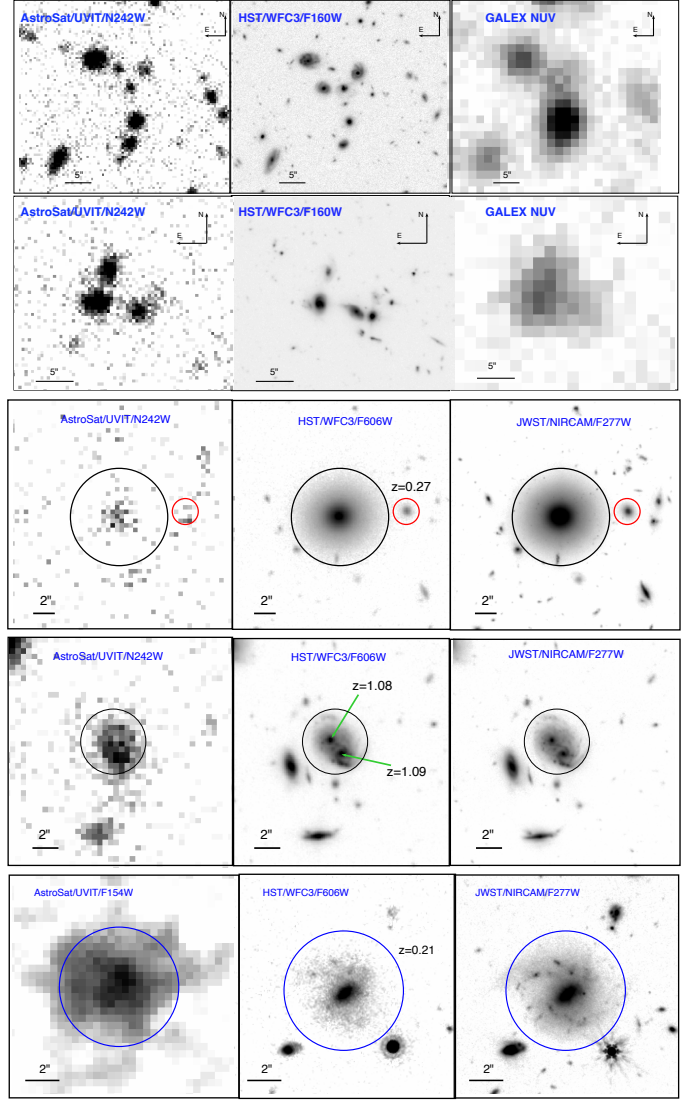 AstroSat/UVIT/N242W
N
E
5"
HST/WFC3/F160W
N
E
5"
GALEX NUV
N
E
5"
AstroSat/UVIT/N242W
N
E
5"
HST/WFC3/F160W
N
E
5"
GALEX NUV
N
E
5"
AstroSat/UVIT/N242W
2"
HST/WFC3/F606W
z=0.27
2"
JWST/NIRCAM/F277W
2"
AstroSat/UVIT/N242W
2"
HST/WFC3/F606W
z=1.08
z=1.09
2"
JWST/NIRCAM/F277W
2"
AstroSat/UVIT/F154W
2"
HST/WFC3/F606W
z=0.21
2"
JWST/NIRCAM/F277W
2"